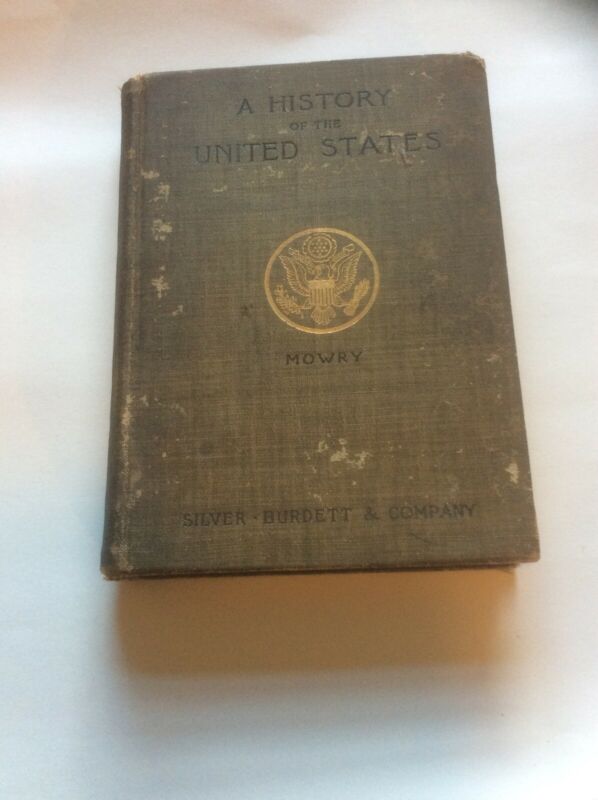 A HISTORY
OF THE
UNITED STATES
MOWRY
SILVER · BURDETT & COMPANY